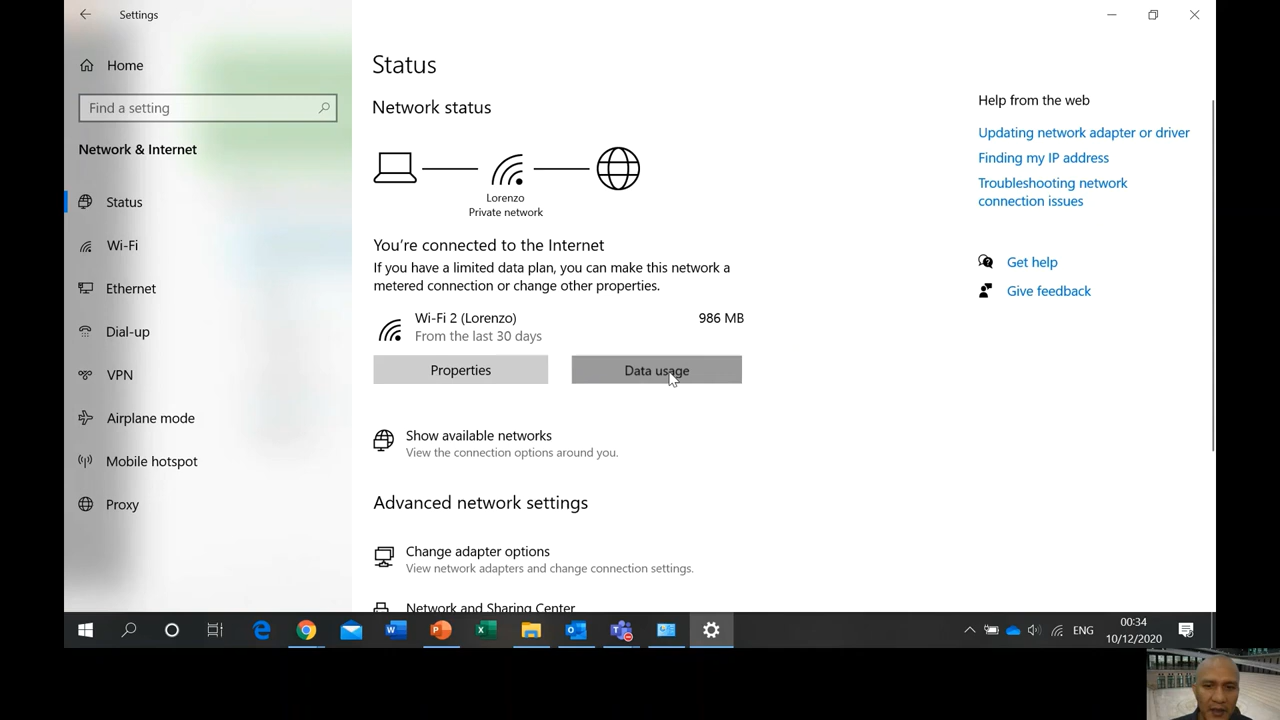 Settings
Home
Find a setting
Network & Internet
Status
Wi-Fi
Ethernet
Dial-up
VPN
Airplane mode
Mobile hotspot
Proxy
Status
Network status
Lorenzo
Private network
You're connected to the Internet
If you have a limited data plan, you can make this network a
metered connection or change other properties.
Wi-Fi 2 (Lorenzo) 986 MB
From the last 30 days
Properties Data usage
Show available networks
View the connection options around you.
Advanced network settings
Change adapter options
View network adapters and change connection settings.
Network and Sharing Center
Help from the web
Updating network adapter or driver
Finding my IP address
Troubleshooting network
connection issues
Get help
Give feedback
ENG
00:34
10/12/2020